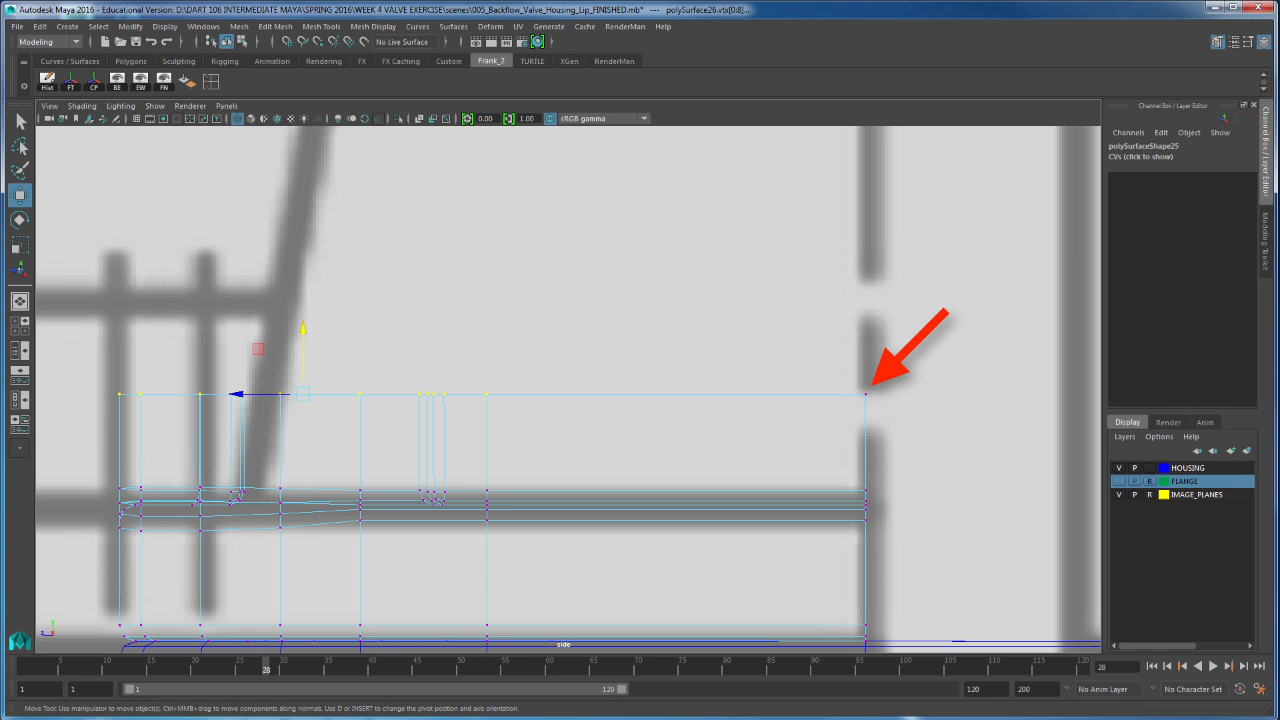 Autodesk Maya 2016 - Educational Version: D:\DART 106 INTERMEDIATE MAYA\SPRING 2016\WEEK 4 VALVE EXERCISE\scenes\005_Backflow_Valve_Housing_Lip_FINISHED.mb* --- polySurface26.vtx[0:8]...
File Edit Create Select Modify Display Windows Mesh Edit Mesh Mesh Tools Mesh Display Curves Surfaces Deform UV Generate Cache RenderMan Help
Modeling No Live Surface
Curves / Surfaces Polygons Sculpting Rigging Animation Rendering FX FX Caching Custom Frank_2 TURTLE XGen RenderMan
Hist FT CP BE EW FN
View Shading Lighting Show Renderer Panels
0.00 1.00 sRGB gamma
Channel Box / Layer Editor
Channels Edit Object Show
polySurfaceShape25
CVs (click to show)
Channel Box / Layer Editor
Modeling Toolkit
Display Render Anim
Layers Options Help
V P HOUSING
P R FLANGE
V P R IMAGE_PLANES
side
5 10 15 20 25 30 35 40 45 50 55 60 65 70 75 80 85 90 95 100 105 110 115 120
28
28
1 1 1 120 120 200 No Anim Layer No Character Set
Move Tool: Use manipulator to move object(s). Ctrl+MMB+drag to move components along normals. Use D or INSERT to change the pivot position and axis orientation.